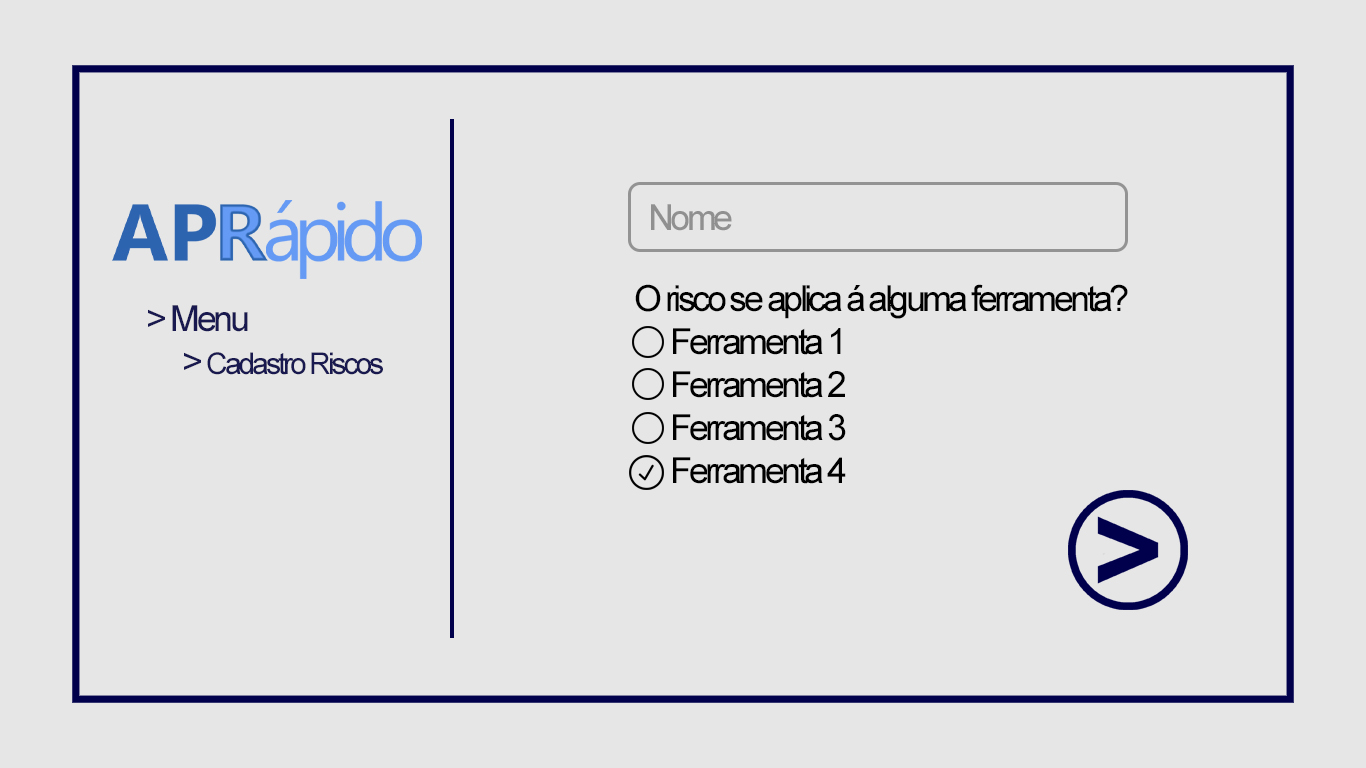 APRápido
> Menu
> Cadastro Riscos
Nome
O risco se aplica á alguma ferramenta?
Ferramenta 1
Ferramenta 2
Ferramenta 3
Ferramenta 4
>